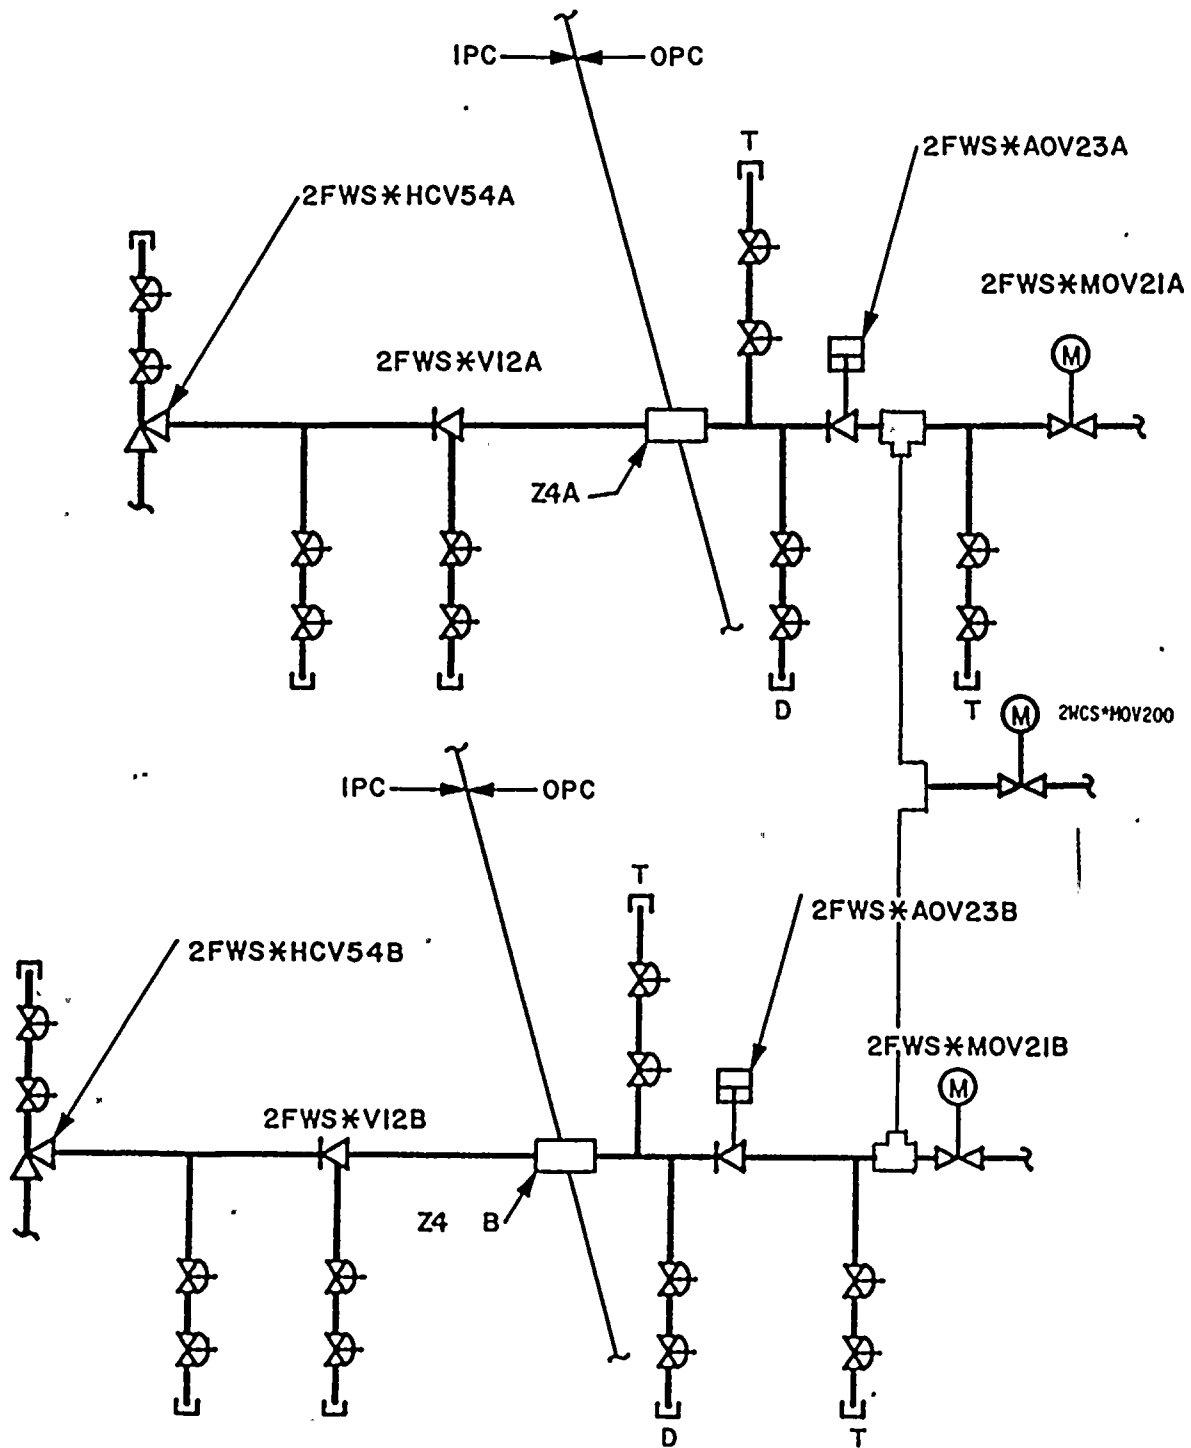 IPC OPC
T
2FWS*AOV23A
2FWS*HCV54A
2FWS*MOV21A
M
2FWS*V12A
Z4A
D
T
M 2WCS*MOV200
IPC OPC
T
2FWS*AOV23B
2FWS*HCV54B
2FWS*MOV21B
M
2FWS*V12B
Z4 B
D
T